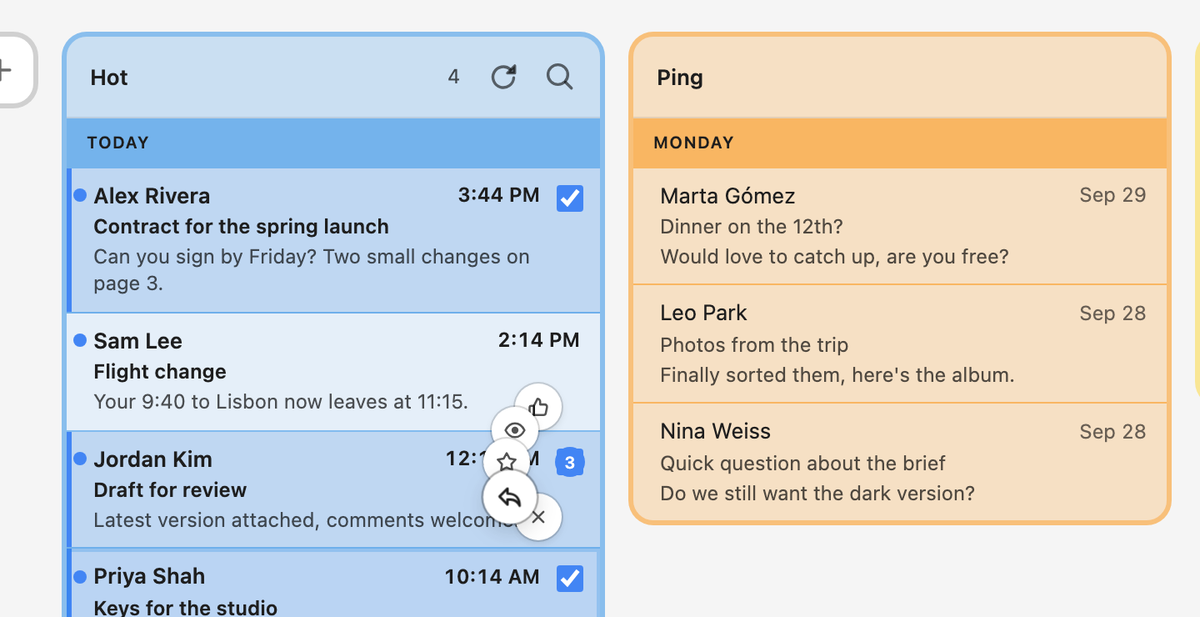 Hot 4
TODAY
Alex Rivera 3:44 PM
Contract for the spring launch
Can you sign by Friday? Two small changes on
page 3.
Sam Lee 2:14 PM
Flight change
Your 9:40 to Lisbon now leaves at 11:15.
Jordan Kim 3
Draft for review
Latest version attached, comments welcome
Priya Shah 10:14 AM
Keys for the studio
Ping
MONDAY
Marta Gómez Sep 29
Dinner on the 12th?
Would love to catch up, are you free?
Leo Park Sep 28
Photos from the trip
Finally sorted them, here's the album.
Nina Weiss Sep 28
Quick question about the brief
Do we still want the dark version?